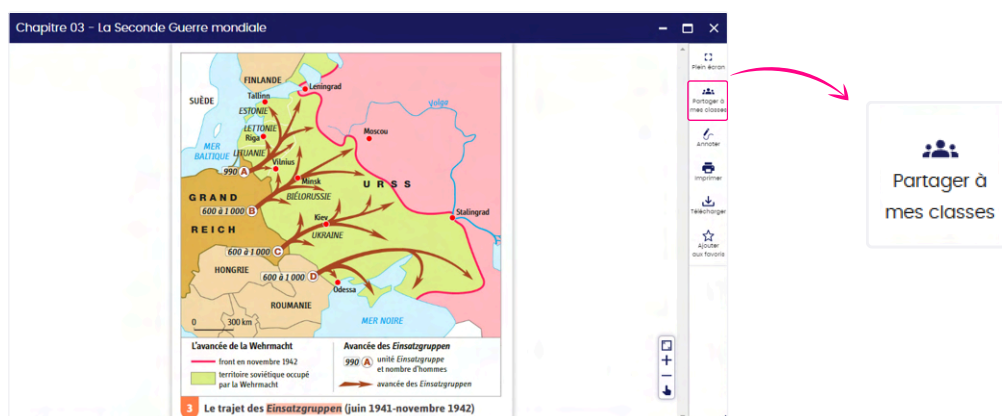 Chapitre 03 - La Seconde Guerre mondiale
Plein écran
Partager à
mes classes
Annoter
Imprimer
Télécharger
Ajouter
aux favoris
FINLANDE
SUÈDE
Tallinn
Leningrad
ESTONIE
LETTONIE
Riga
Volga
Moscou
MER
BALTIQUE
LITUANIE
Vilnius
990 A
Minsk
URSS
GRAND
REICH
BIÉLORUSSIE
600 à 1 000 B
Kiev
Stalingrad
UKRAINE
600 à 1 000 C
HONGRIE
600 à 1 000 D
Odessa
ROUMANIE
MER NOIRE
0 300 km
L'avancée de la Wehrmacht
front en novembre 1942
territoire soviétique occupé
par la Wehrmacht
Avancée des Einsatzgruppen
990 A unité Einsatzgruppe
et nombre d'hommes
avancée des Einsatzgruppen
3 Le trajet des Einsatzgruppen (juin 1941-novembre 1942)
Partager à
mes classes